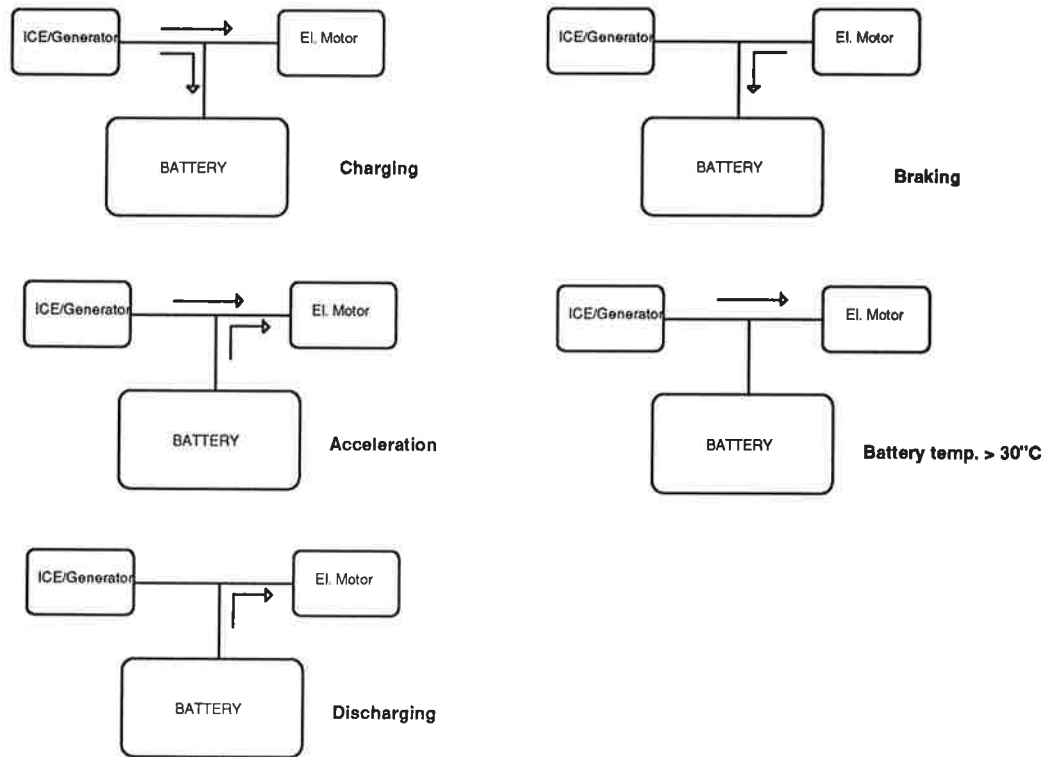 ICE/Generator
El. Motor
BATTERY
Charging
ICE/Generator
El. Motor
BATTERY
Braking
ICE/Generator
El. Motor
BATTERY
Acceleration
ICE/Generator
El. Motor
BATTERY
Battery temp. > 30"C
ICE/Generator
El. Motor
BATTERY
Discharging